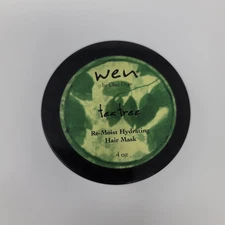 wen
by Chaz Dean
tea tree
Re Moist Hydrating
Hair Mask
4 oz